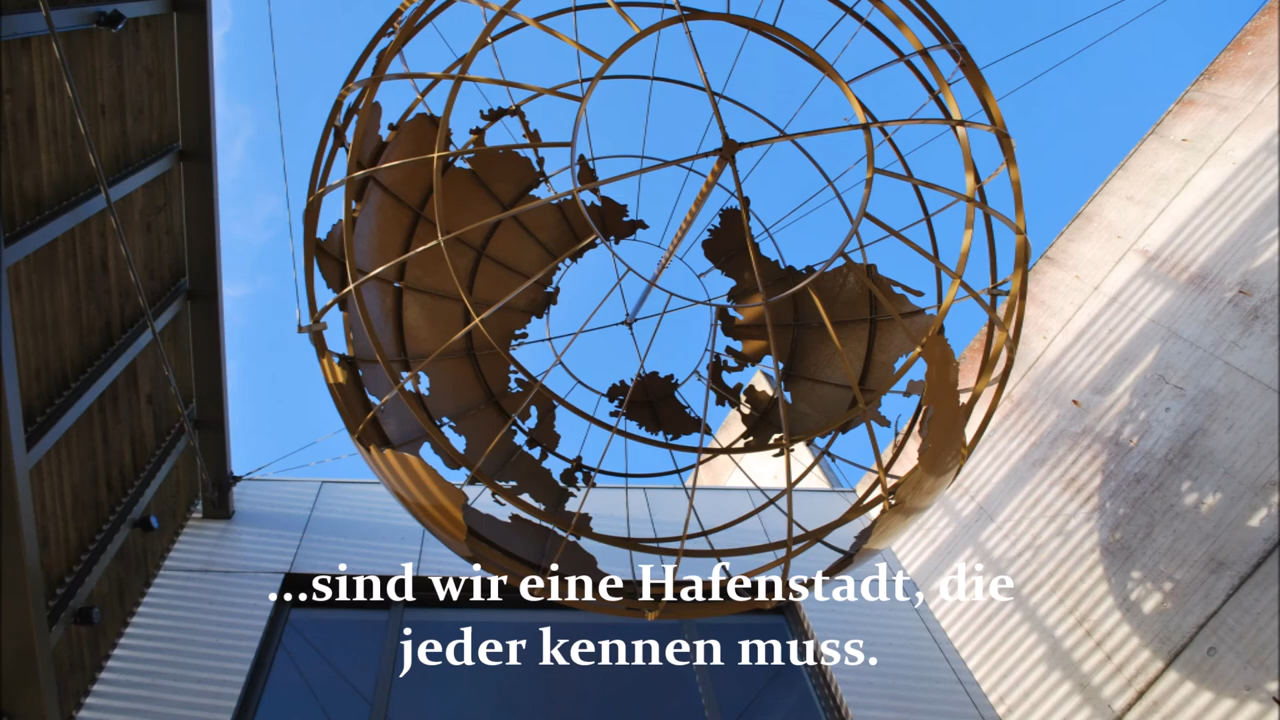 ...sind wir eine Hafenstadt, die
jeder kennen muss.